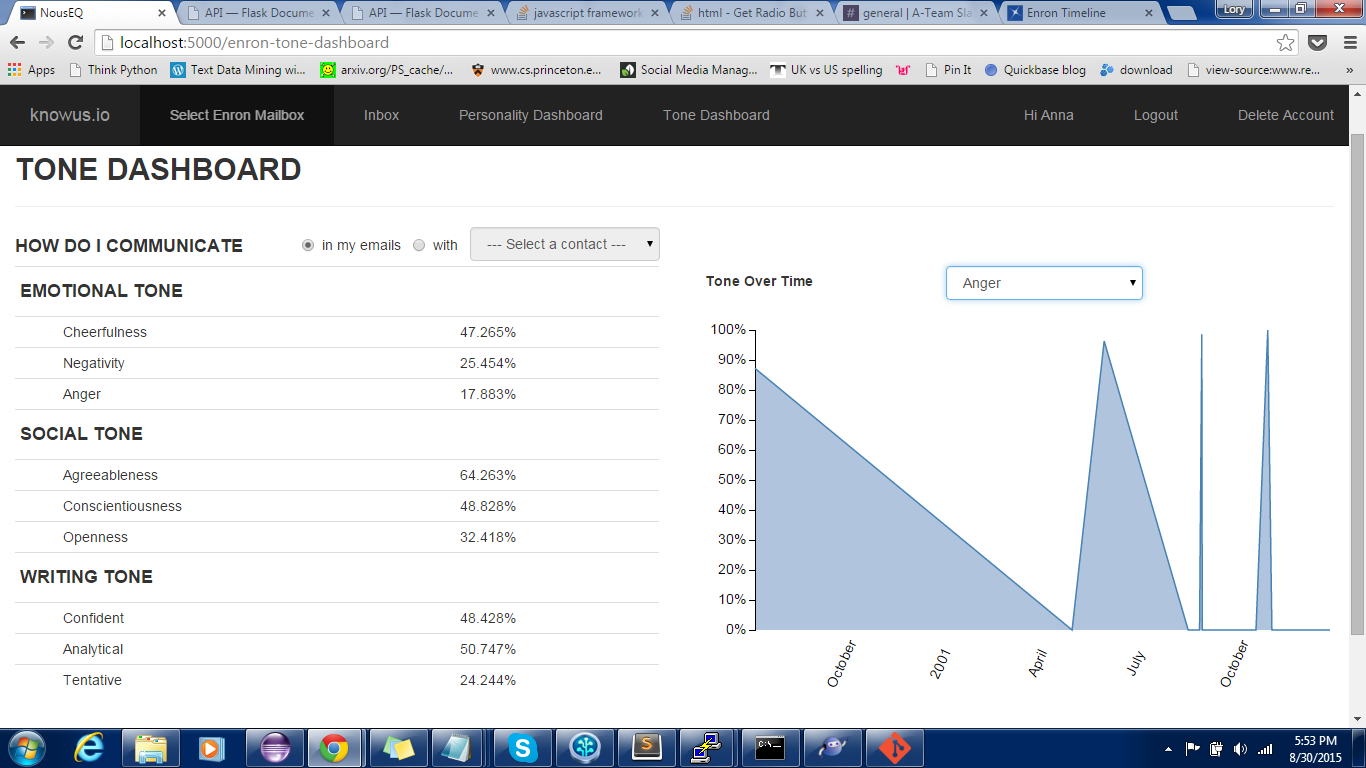 NousEQ API — Flask Docume API — Flask Docume javascript framework html - Get Radio But general | A-Team Sla Enron Timeline Lory
localhost:5000/enron-tone-dashboard
Apps Think Python Text Data Mining wi... arxiv.org/PS_cache/... www.cs.princeton.e... Social Media Manag... UK vs US spelling Pin It Quickbase blog download view-source:www.re... »
knowus.io Select Enron Mailbox Inbox Personality Dashboard Tone Dashboard Hi Anna Logout Delete Account
TONE DASHBOARD
HOW DO I COMMUNICATE in my emails with --- Select a contact ---
EMOTIONAL TONE
Cheerfulness 47.265%
Negativity 25.454%
Anger 17.883%
SOCIAL TONE
Agreeableness 64.263%
Conscientiousness 48.828%
Openness 32.418%
WRITING TONE
Confident 48.428%
Analytical 50.747%
Tentative 24.244%
Tone Over Time Anger
100%
90%
80%
70%
60%
50%
40%
30%
20%
10%
0%
October 2001 April July October
5:53 PM
8/30/2015